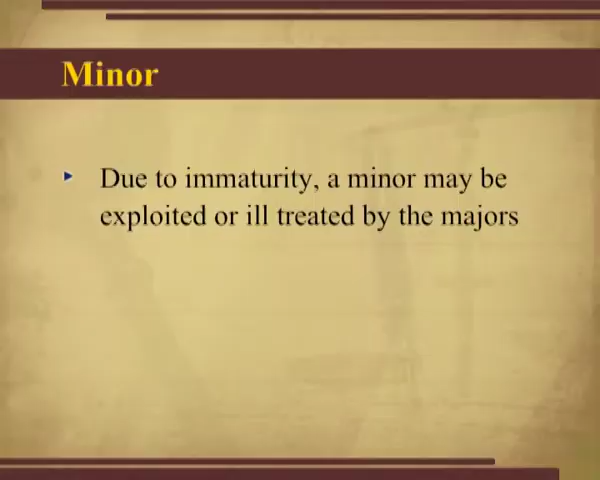 Minor
Due to immaturity, a minor may be
exploited or ill treated by the majors